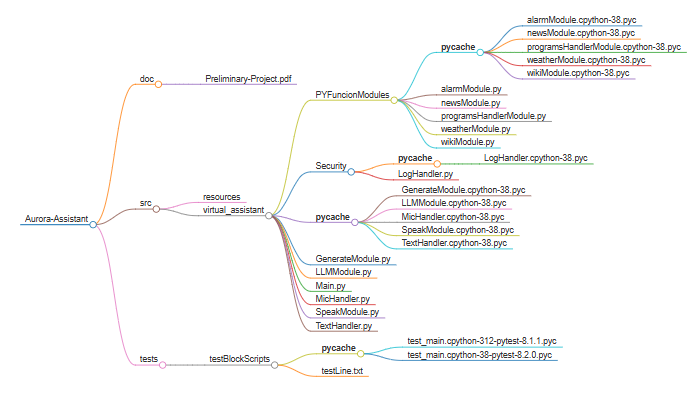 Aurora-Assistant
doc
Preliminary-Project.pdf
src
resources
virtual_assistant
PYFuncionModules
pycache
alarmModule.cpython-38.pyc
newsModule.cpython-38.pyc
programsHandlerModule.cpython-38.pyc
weatherModule.cpython-38.pyc
wikiModule.cpython-38.pyc
alarmModule.py
newsModule.py
programsHandlerModule.py
weatherModule.py
wikiModule.py
Security
pycache
LogHandler.cpython-38.pyc
LogHandler.py
pycache
GenerateModule.cpython-38.pyc
LLMModule.cpython-38.pyc
MicHandler.cpython-38.pyc
SpeakModule.cpython-38.pyc
TextHandler.cpython-38.pyc
GenerateModule.py
LLMModule.py
Main.py
MicHandler.py
SpeakModule.py
TextHandler.py
tests
testBlockScripts
pycache
test_main.cpython-312-pytest-8.1.1.pyc
test_main.cpython-38-pytest-8.2.0.pyc
testLine.txt